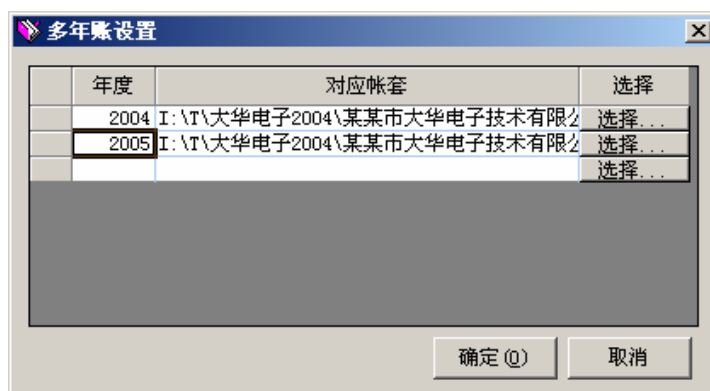 多年账设置
年度 对应帐套 选择
2004 I:\T\大华电子2004\某某市大华电子技术有限公 选择...
2005 I:\T\大华电子2004\某某市大华电子技术有限公 选择...
选择...
确定(O) 取消